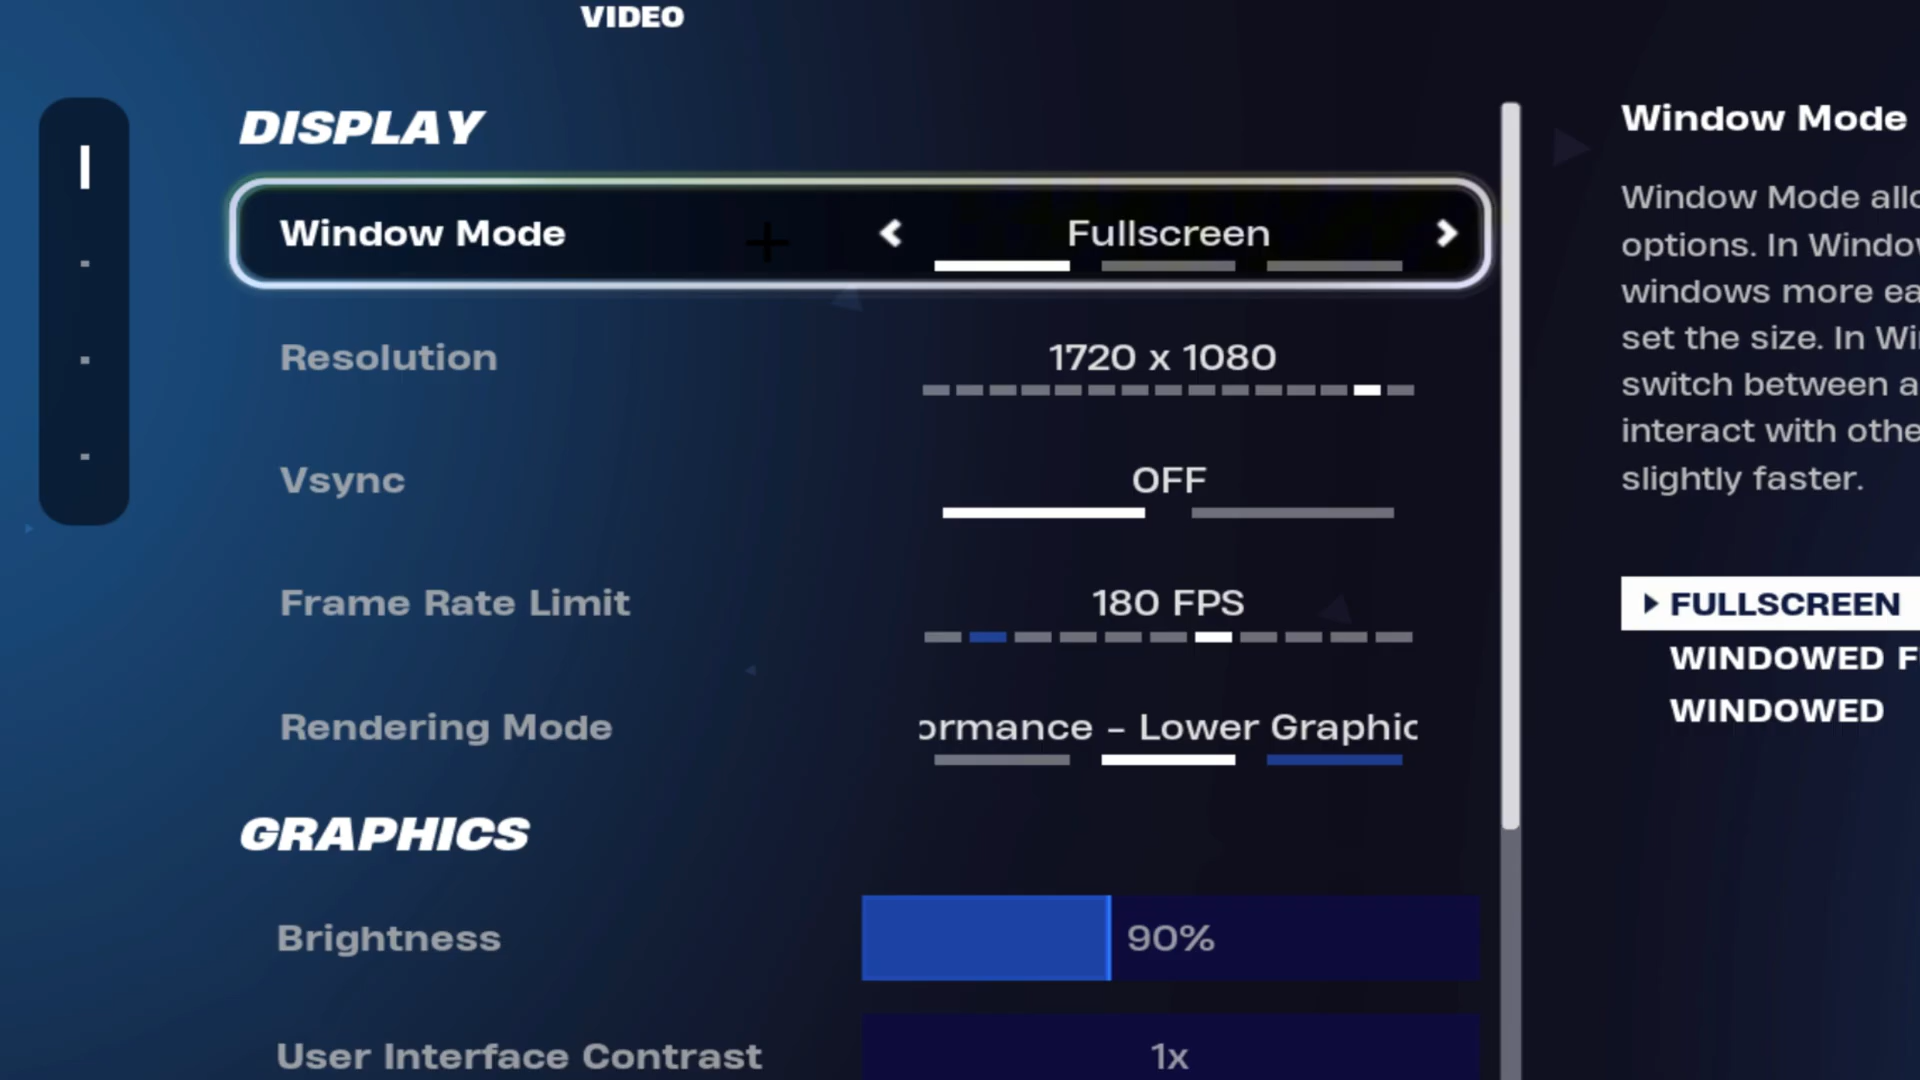 VIDEO
DISPLAY
Window Mode
Fullscreen
Resolution
1720 x 1080
Vsync
OFF
Frame Rate Limit
180 FPS
Rendering Mode
ormance – Lower Graphic
GRAPHICS
Brightness
90%
User Interface Contrast
1x
Window Mode
Window Mode allo
options. In Window
windows more ea
set the size. In Wi
switch between a
interact with othe
slightly faster.
FULLSCREEN
WINDOWED F
WINDOWED